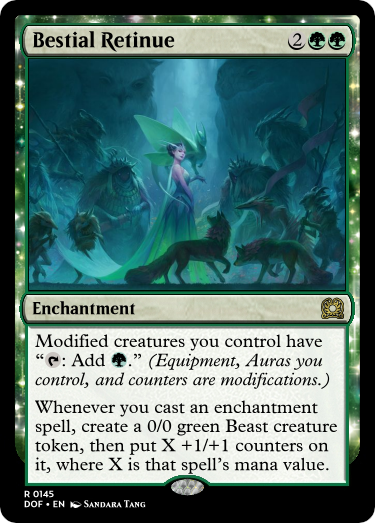 Bestial Retinue 2
Enchantment
Modified creatures you control have
“: Add .” (Equipment, Auras you
control, and counters are modifications.)
Whenever you cast an enchantment
spell, create a 0/0 green Beast creature
token, then put X +1/+1 counters on
it, where X is that spell's mana value.
R 0145
DOF • EN Sandara Tang